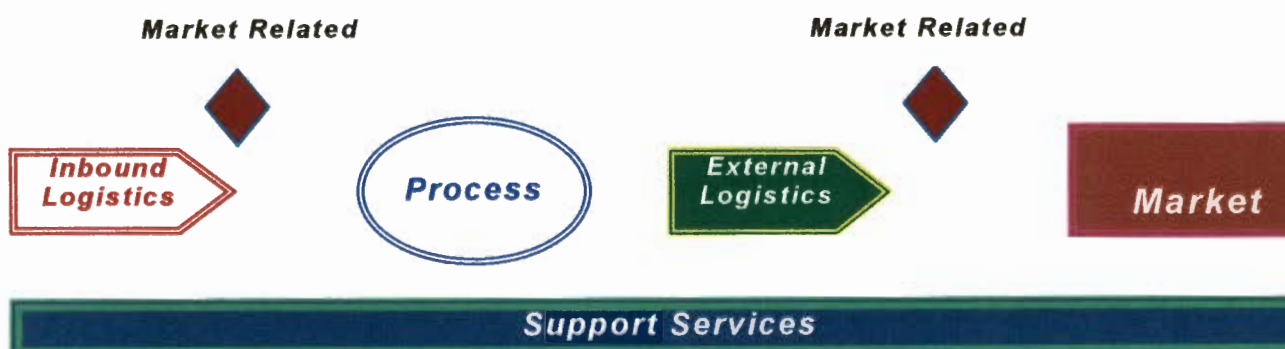 Market Related
Market Related
Inbound
Logistics
Process
External
Logistics
Market
Support Services